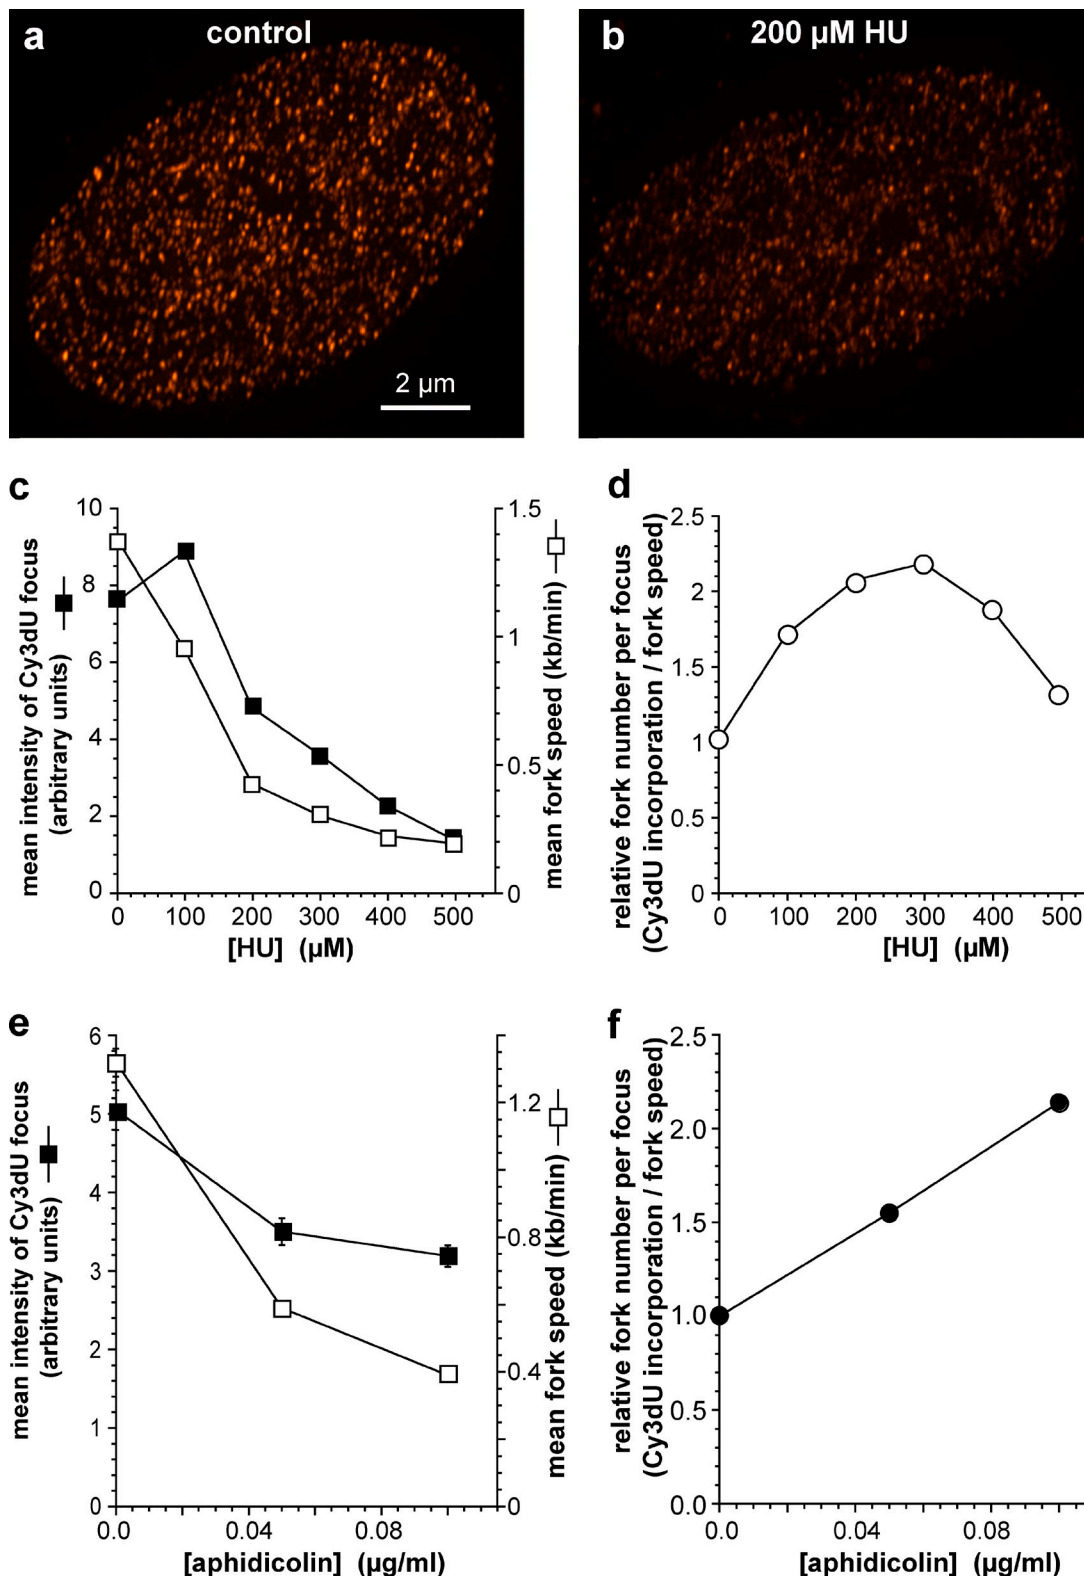 a
control
2 µm
b
200 µM HU
c
mean intensity of Cy3dU focus
(arbitrary units)
10
8
6
4
2
0
0 100 200 300 400 500
[HU] (µM)
1.5
1
0.5
0
mean fork speed (kb/min)
d
relative fork number per focus
(Cy3dU incorporation / fork speed)
2.5
2
1.5
1
0.5
0
0 100 200 300 400 500
[HU] (µM)
e
mean intensity of Cy3dU focus
(arbitrary units)
6
5
4
3
2
1
0
0.0 0.04 0.08
[aphidicolin] (µg/ml)
1.2
0.8
0.4
0
mean fork speed (kb/min)
f
relative fork number per focus
(Cy3dU incorporation / fork speed)
2.5
2.0
1.5
1.0
0.5
0.0
0.0 0.04 0.08
[aphidicolin] (µg/ml)